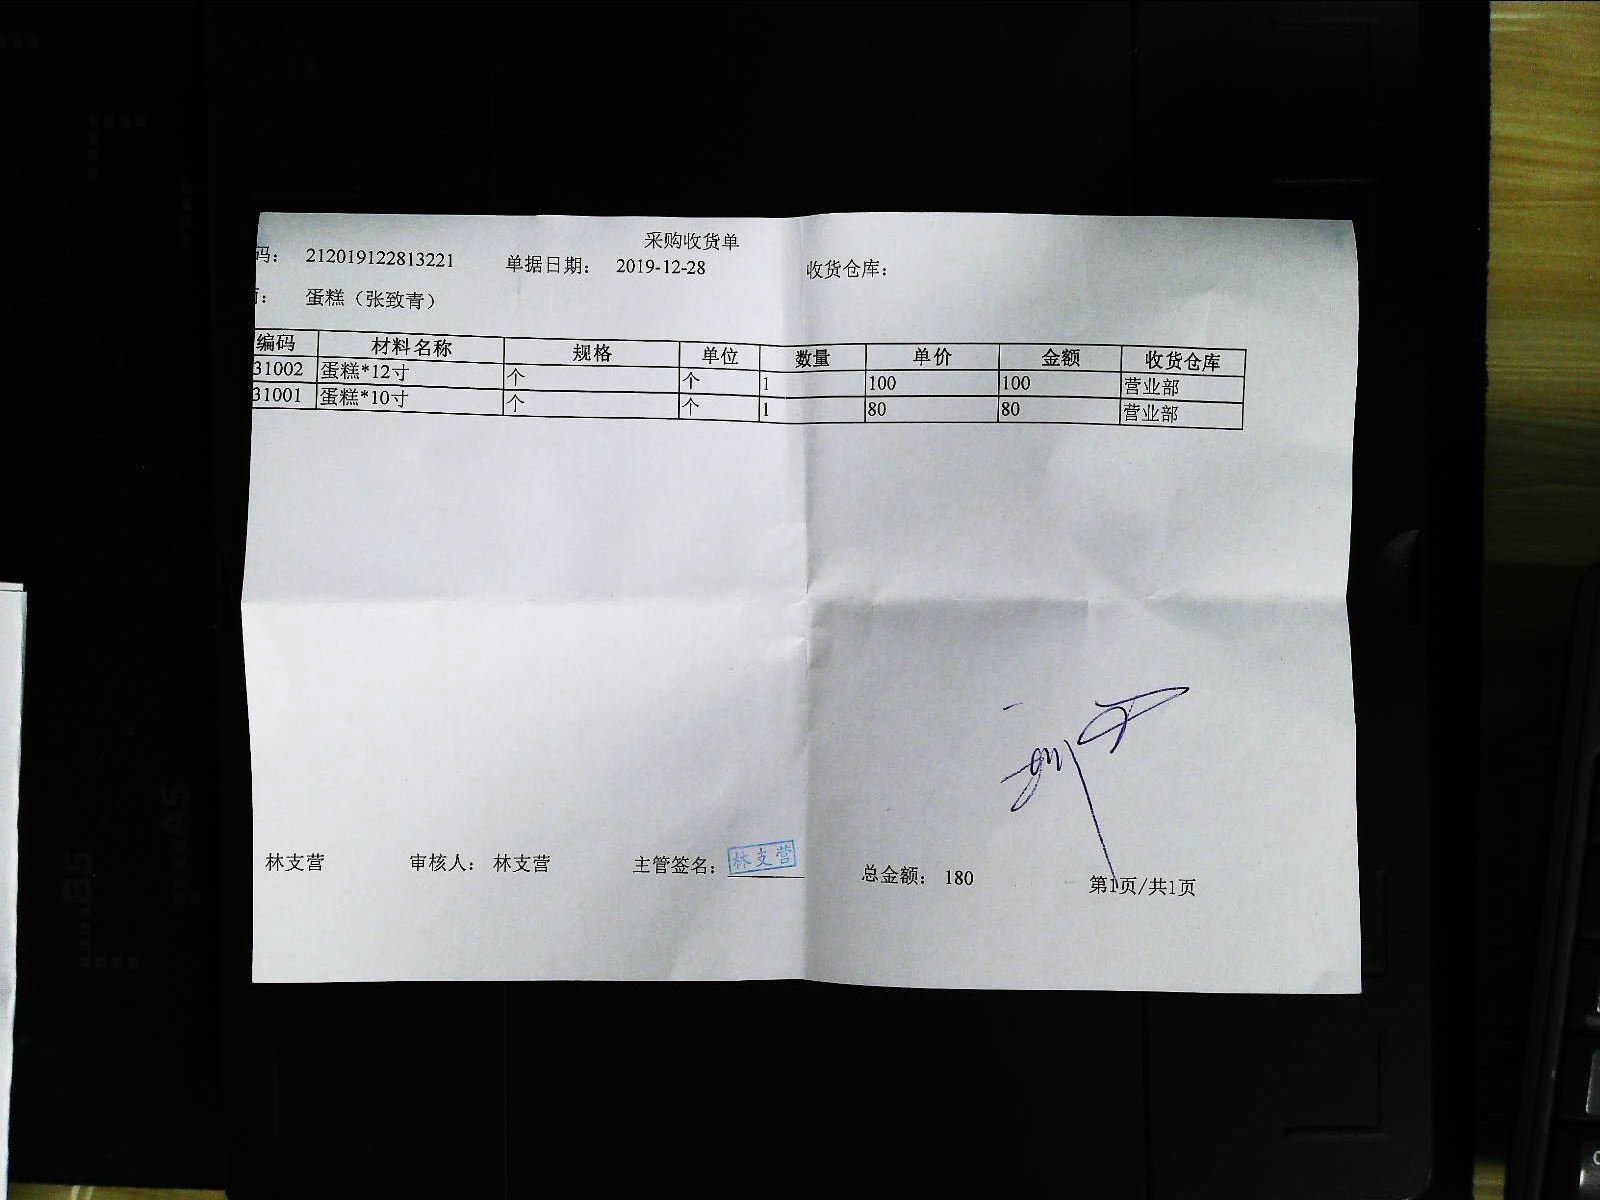 采购收货单
码： 212019122813221 单据日期： 2019-12-28 收货仓库：
蛋糕（张致青）
编码 材料名称 规格 单位 数量 单价 金额 收货仓库
31002 蛋糕*12寸 个 个 1 100 100 营业部
31001 蛋糕*10寸 个 个 1 80 80 营业部
林支营 审核人： 林支营 主管签名： 林支营 总金额： 180 第1页/共1页